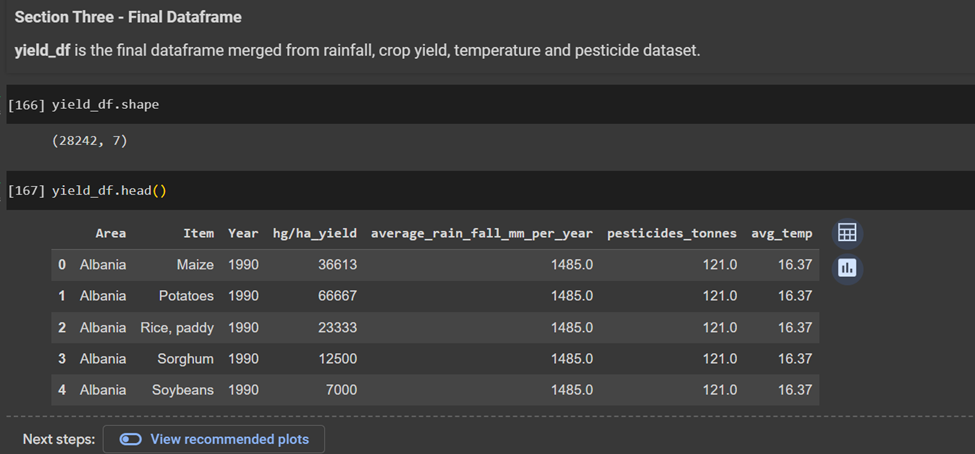 Section Three - Final Dataframe
yield_df is the final dataframe merged from rainfall, crop yield, temperature and pesticide dataset.
[166] yield_df.shape
(28242, 7)
[167] yield_df.head()
Area Item Year hg/ha_yield average_rain_fall_mm_per_year pesticides_tonnes avg_temp
0 Albania Maize 1990 36613 1485.0 121.0 16.37
1 Albania Potatoes 1990 66667 1485.0 121.0 16.37
2 Albania Rice, paddy 1990 23333 1485.0 121.0 16.37
3 Albania Sorghum 1990 12500 1485.0 121.0 16.37
4 Albania Soybeans 1990 7000 1485.0 121.0 16.37
Next steps: View recommended plots